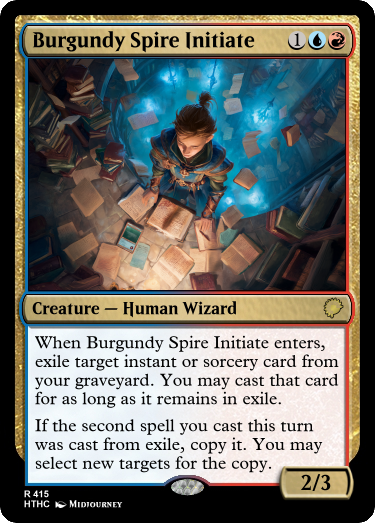 Burgundy Spire Initiate 1
Creature — Human Wizard
When Burgundy Spire Initiate enters,
exile target instant or sorcery card from
your graveyard. You may cast that card
for as long as it remains in exile.
If the second spell you cast this turn
was cast from exile, copy it. You may
select new targets for the copy.
2/3
R 415
HTHC Midjourney